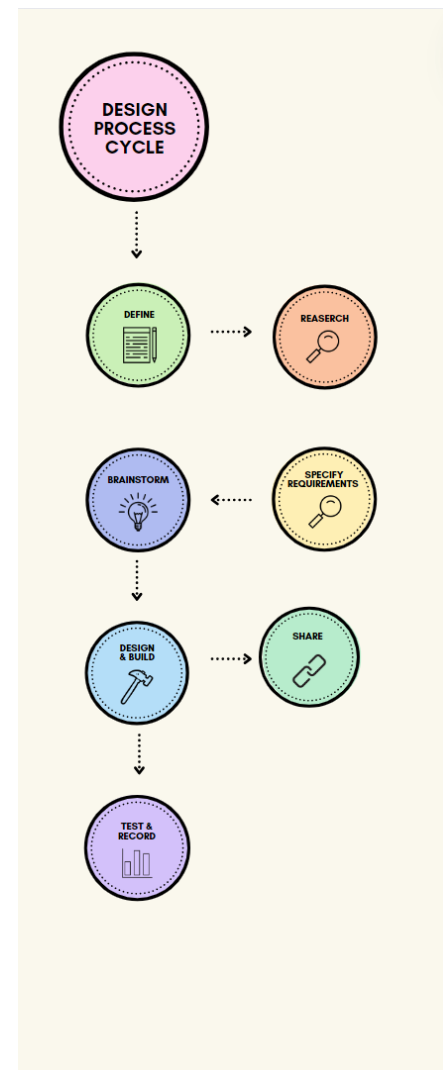 DESIGN
PROCESS
CYCLE
DEFINE
REASERCH
BRAINSTORM
SPECIFY
REQUIREMENTS
DESIGN
& BUILD
SHARE
TEST &
RECORD